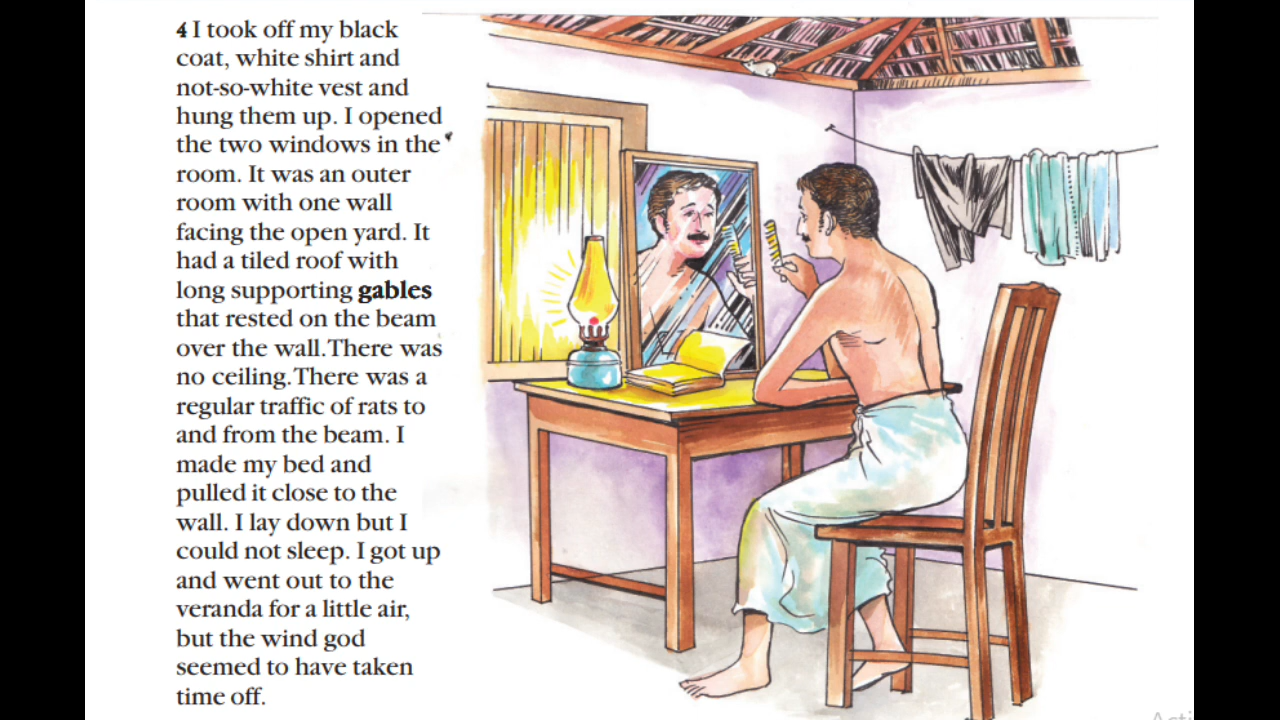 4 I took off my black
coat, white shirt and
not-so-white vest and
hung them up. I opened
the two windows in the
room. It was an outer
room with one wall
facing the open yard. It
had a tiled roof with
long supporting gables
that rested on the beam
over the wall.There was
no ceiling.There was a
regular traffic of rats to
and from the beam. I
made my bed and
pulled it close to the
wall. I lay down but I
could not sleep. I got up
and went out to the
veranda for a little air,
but the wind god
seemed to have taken
time off.
Acti